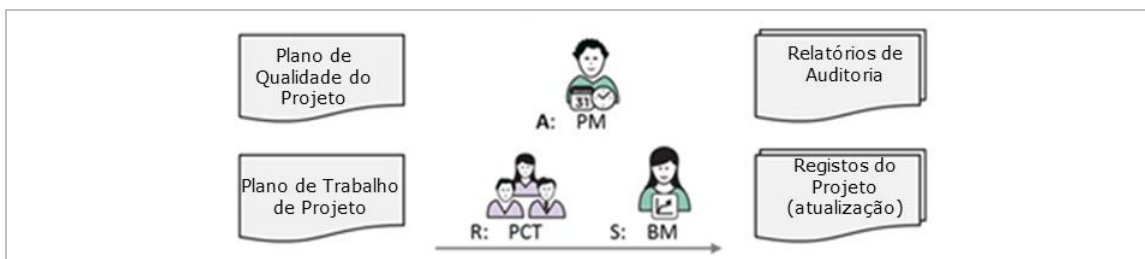 Plano de
Qualidade do
Projeto
31
A: PM
Relatórios de
Auditoria
Plano de Trabalho
de Projeto
R: PCT
S: BM
Registos do
Projeto
(atualização)